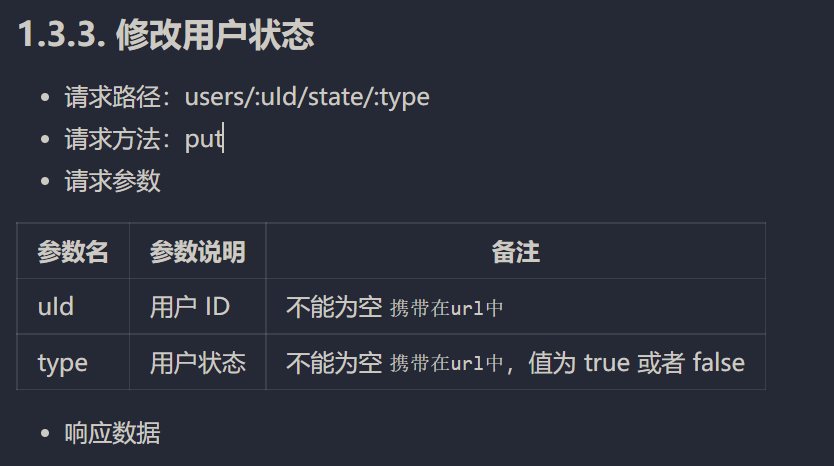 1.3.3. 修改用户状态
请求路径：users/:uId/state/:type
请求方法：put
请求参数
参数名 参数说明 备注
uId 用户 ID 不能为空 携带在url中
type 用户状态 不能为空 携带在url中，值为 true 或者 false
响应数据